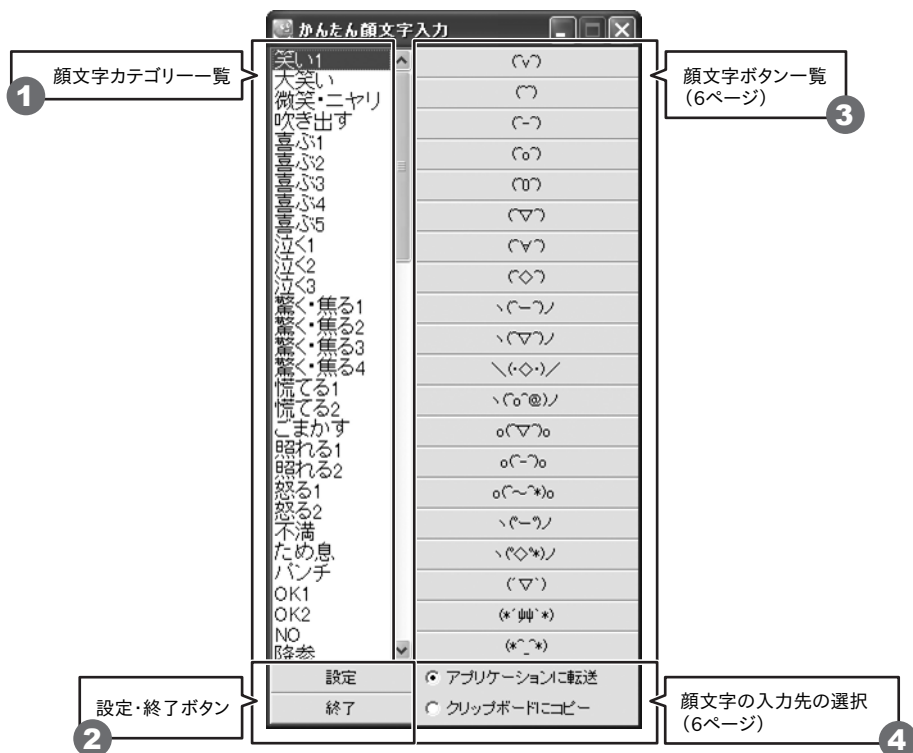 かんたん顔文字入力
1
顔文字カテゴリー一覧
笑い1
大笑い
微笑・ニヤリ
吹き出す
喜ぶ1
喜ぶ2
喜ぶ3
喜ぶ4
喜ぶ5
泣く1
泣く2
泣く3
驚く・焦る1
驚く・焦る2
驚く・焦る3
驚く・焦る4
慌てる1
慌てる2
ごまかす
照れる1
照れる2
怒る1
怒る2
不満
ため息
パンチ
OK1
OK2
NO
降参
(⌒v⌒)
(⌒⌒)
(⌒-⌒)
(⌒o⌒)
(⌒▽⌒)
(⌒∀⌒)
(⌒◇⌒)
ヽ(⌒ー⌒)ノ
ヽ(⌒▽⌒)ノ
＼(・◇・)／
ヽ(⌒o⌒@)ノ
o(⌒▽⌒)o
o(⌒-⌒)o
o(⌒～⌒*)o
ヽ(°ー°)ノ
ヽ(°◇°*)ノ
(´▽`)
(*´艸`*)
(*^_^*)
顔文字ボタン一覧
（6ページ）
3
設定
終了
設定・終了ボタン
2
アプリケーションに転送
クリップボードにコピー
顔文字の入力先の選択
（6ページ）
4